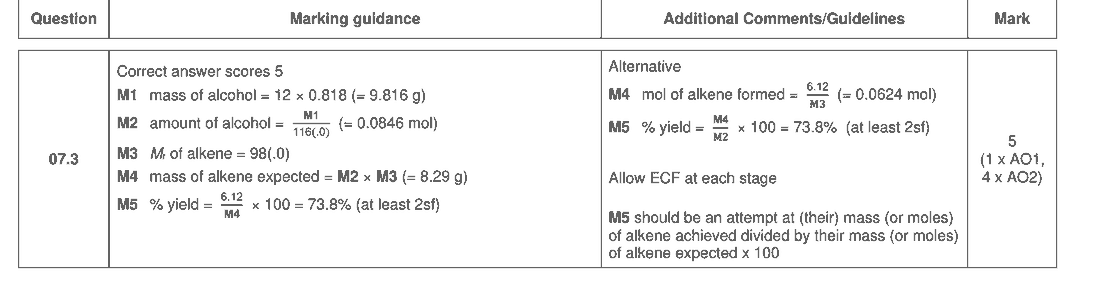 Question Marking guidance Additional Comments/Guidelines Mark
07.3
Correct answer scores 5
M1 mass of alcohol = 12 × 0.818 (= 9.816 g)
M2 amount of alcohol = M1/116(.0) (= 0.0846 mol)
M3 Mr of alkene = 98(.0)
M4 mass of alkene expected = M2 × M3 (= 8.29 g)
M5 % yield = 6.12/M4 × 100 = 73.8% (at least 2sf)
Alternative
M4 mol of alkene formed = 6.12/M3 (= 0.0624 mol)
M5 % yield = M4/M2 × 100 = 73.8% (at least 2sf)
Allow ECF at each stage
M5 should be an attempt at (their) mass (or moles)
of alkene achieved divided by their mass (or moles)
of alkene expected x 100
5
(1 x AO1,
4 x AO2)